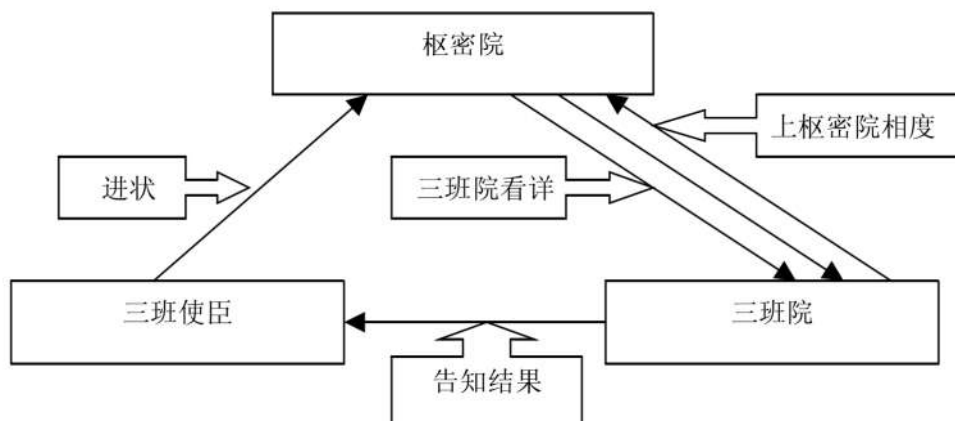 枢密院
上枢密院相度
进状
三班院看详
三班使臣
三班院
告知结果